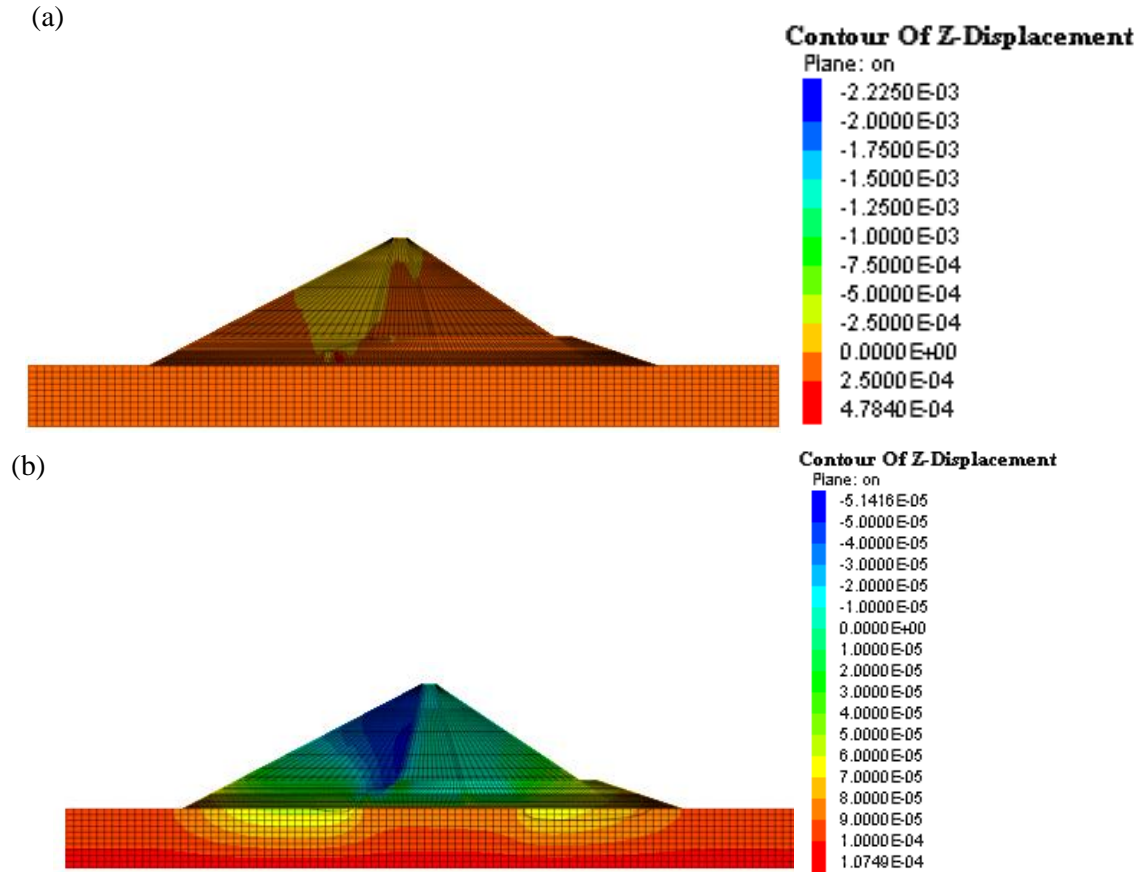 (a)
Contour Of Z-Displacement
Plane: on
-2.2250E-03
-2.0000E-03
-1.7500E-03
-1.5000E-03
-1.2500E-03
-1.0000E-03
-7.5000E-04
-5.0000E-04
-2.5000E-04
0.0000E+00
2.5000E-04
4.7840E-04
(b)
Contour Of Z-Displacement
Plane: on
-5.1416E-05
-5.0000E-05
-4.0000E-05
-3.0000E-05
-2.0000E-05
-1.0000E-05
0.0000E+00
1.0000E-05
2.0000E-05
3.0000E-05
4.0000E-05
5.0000E-05
6.0000E-05
7.0000E-05
8.0000E-05
9.0000E-05
1.0000E-04
1.0749E-04